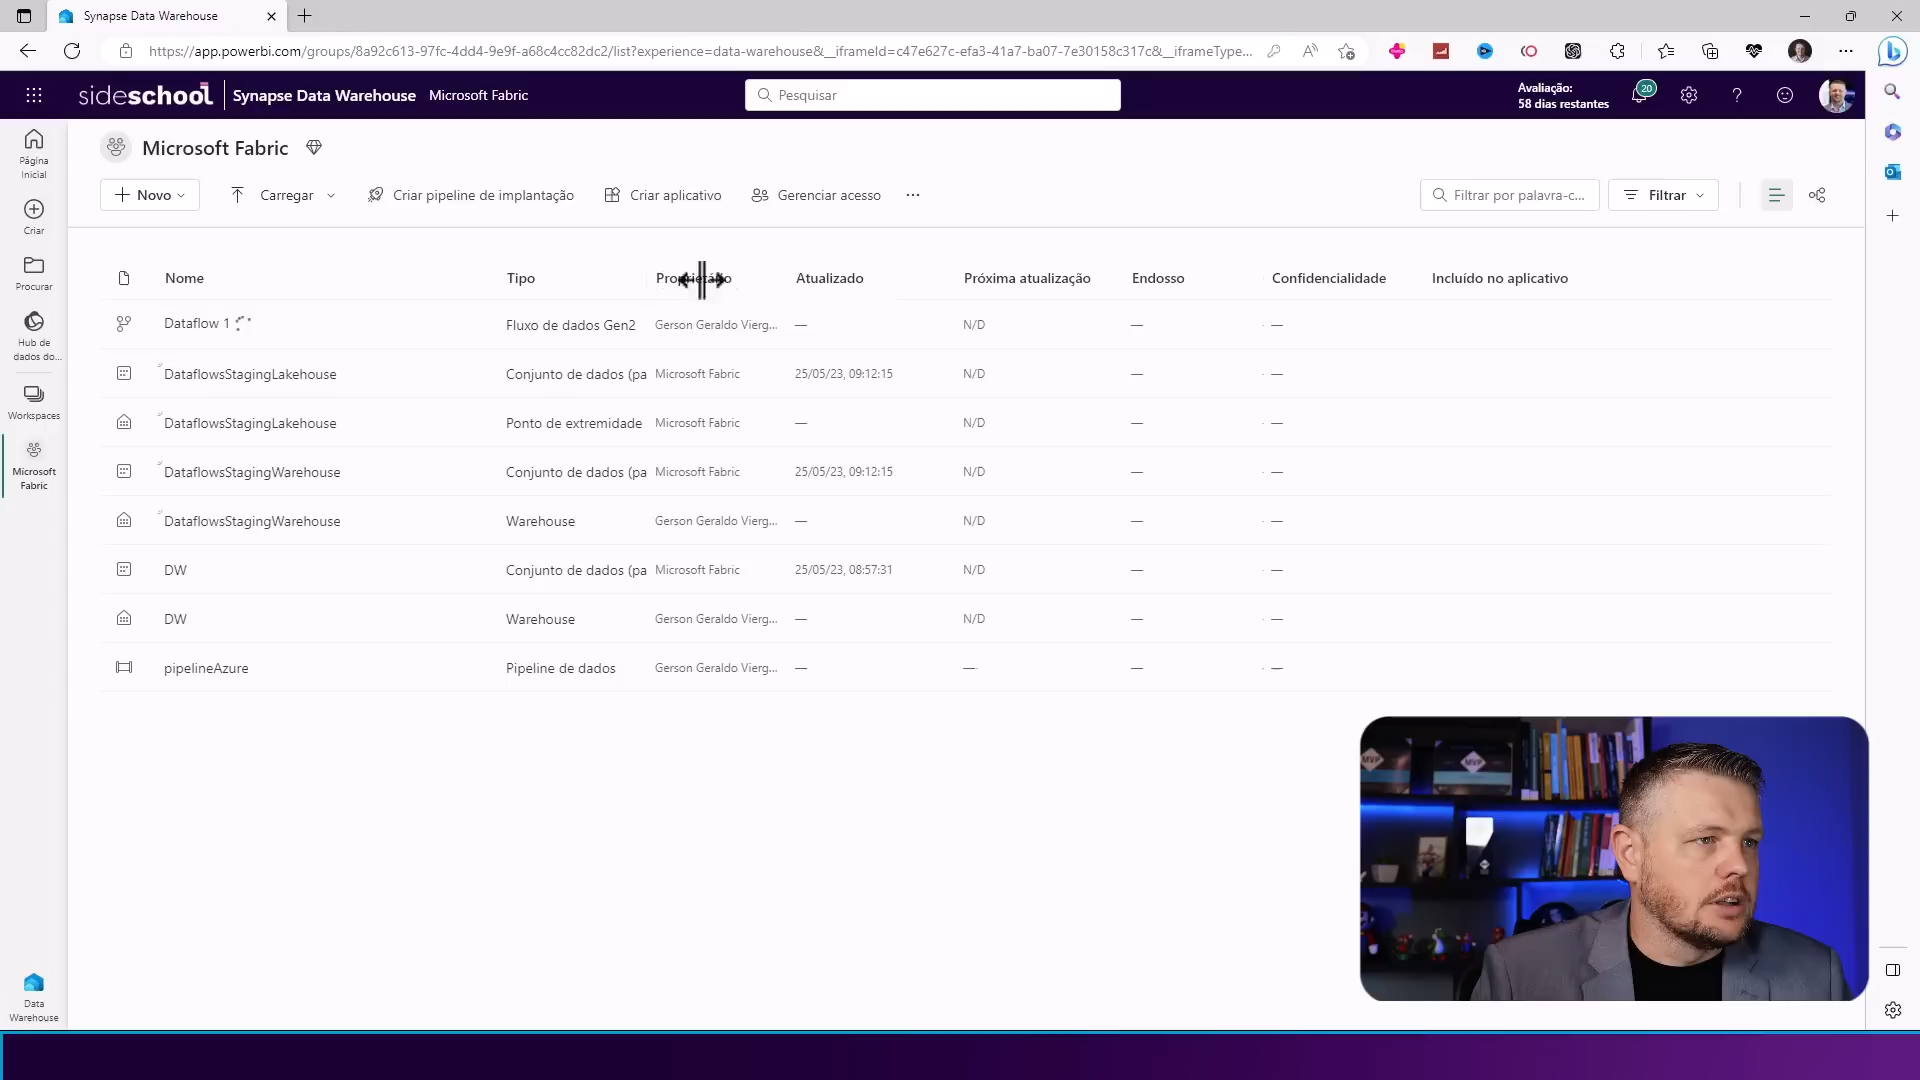 Synapse Data Warehouse
https://app.powerbi.com/groups/8a92c613-97fc-4dd4-9e9f-a68c4cc82dc2/list?experience=data-warehouse&__iframeId=c47e627c-efa3-41a7-ba07-7e30158c317c&__iframeType...
sideschool Synapse Data Warehouse Microsoft Fabric
Pesquisar
Avaliação:
58 dias restantes
20
Página
Inicial
Criar
Procurar
Hub de
dados do...
Workspaces
Microsoft
Fabric
Data
Warehouse
Microsoft Fabric
Novo Carregar Criar pipeline de implantação Criar aplicativo Gerenciar acesso ... Filtrar por palavra-c... Filtrar
Nome Tipo Proprietário Atualizado Próxima atualização Endosso Confidencialidade Incluído no aplicativo
Dataflow 1 Fluxo de dados Gen2 Gerson Geraldo Vierg... — N/D — —
DataflowsStagingLakehouse Conjunto de dados (pa Microsoft Fabric 25/05/23, 09:12:15 N/D — —
DataflowsStagingLakehouse Ponto de extremidade Microsoft Fabric — N/D — —
DataflowsStagingWarehouse Conjunto de dados (pa Microsoft Fabric 25/05/23, 09:12:15 N/D — —
DataflowsStagingWarehouse Warehouse Gerson Geraldo Vierg... — N/D — —
DW Conjunto de dados (pa Microsoft Fabric 25/05/23, 08:57:31 N/D — —
DW Warehouse Gerson Geraldo Vierg... — N/D — —
pipelineAzure Pipeline de dados Gerson Geraldo Vierg... — — — —
MVP
MVP